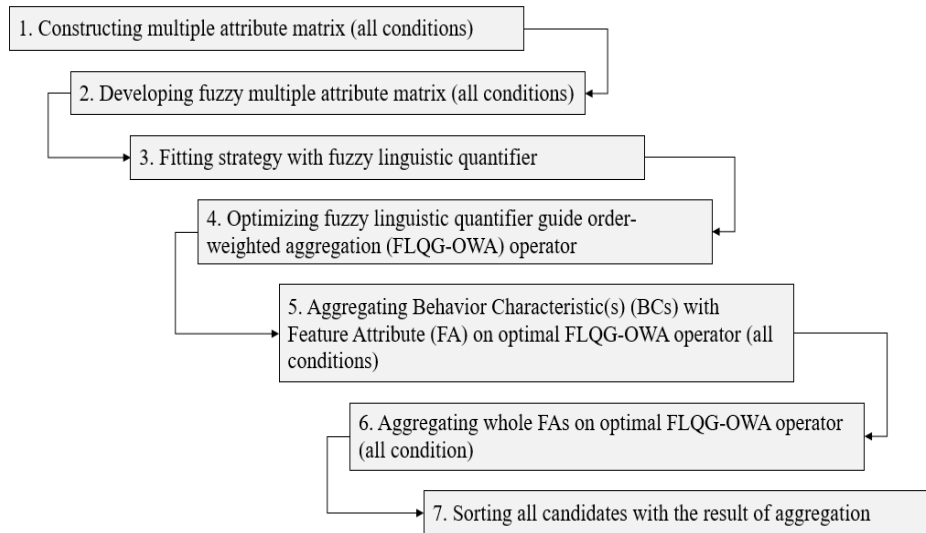 1. Constructing multiple attribute matrix (all conditions)
2. Developing fuzzy multiple attribute matrix (all conditions)
3. Fitting strategy with fuzzy linguistic quantifier
4. Optimizing fuzzy linguistic quantifier guide order-
weighted aggregation (FLQG-OWA) operator
5. Aggregating Behavior Characteristic(s) (BCs) with
Feature Attribute (FA) on optimal FLQG-OWA operator (all
conditions)
6. Aggregating whole FAs on optimal FLQG-OWA operator
(all condition)
7. Sorting all candidates with the result of aggregation